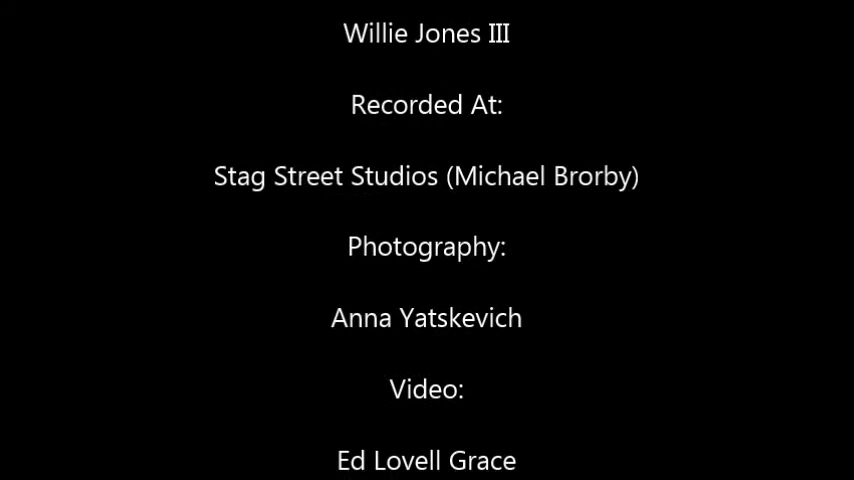 Willie Jones III
Recorded At:
Stag Street Studios (Michael Brorby)
Photography:
Anna Yatskevich
Video:
Ed Lovell Grace